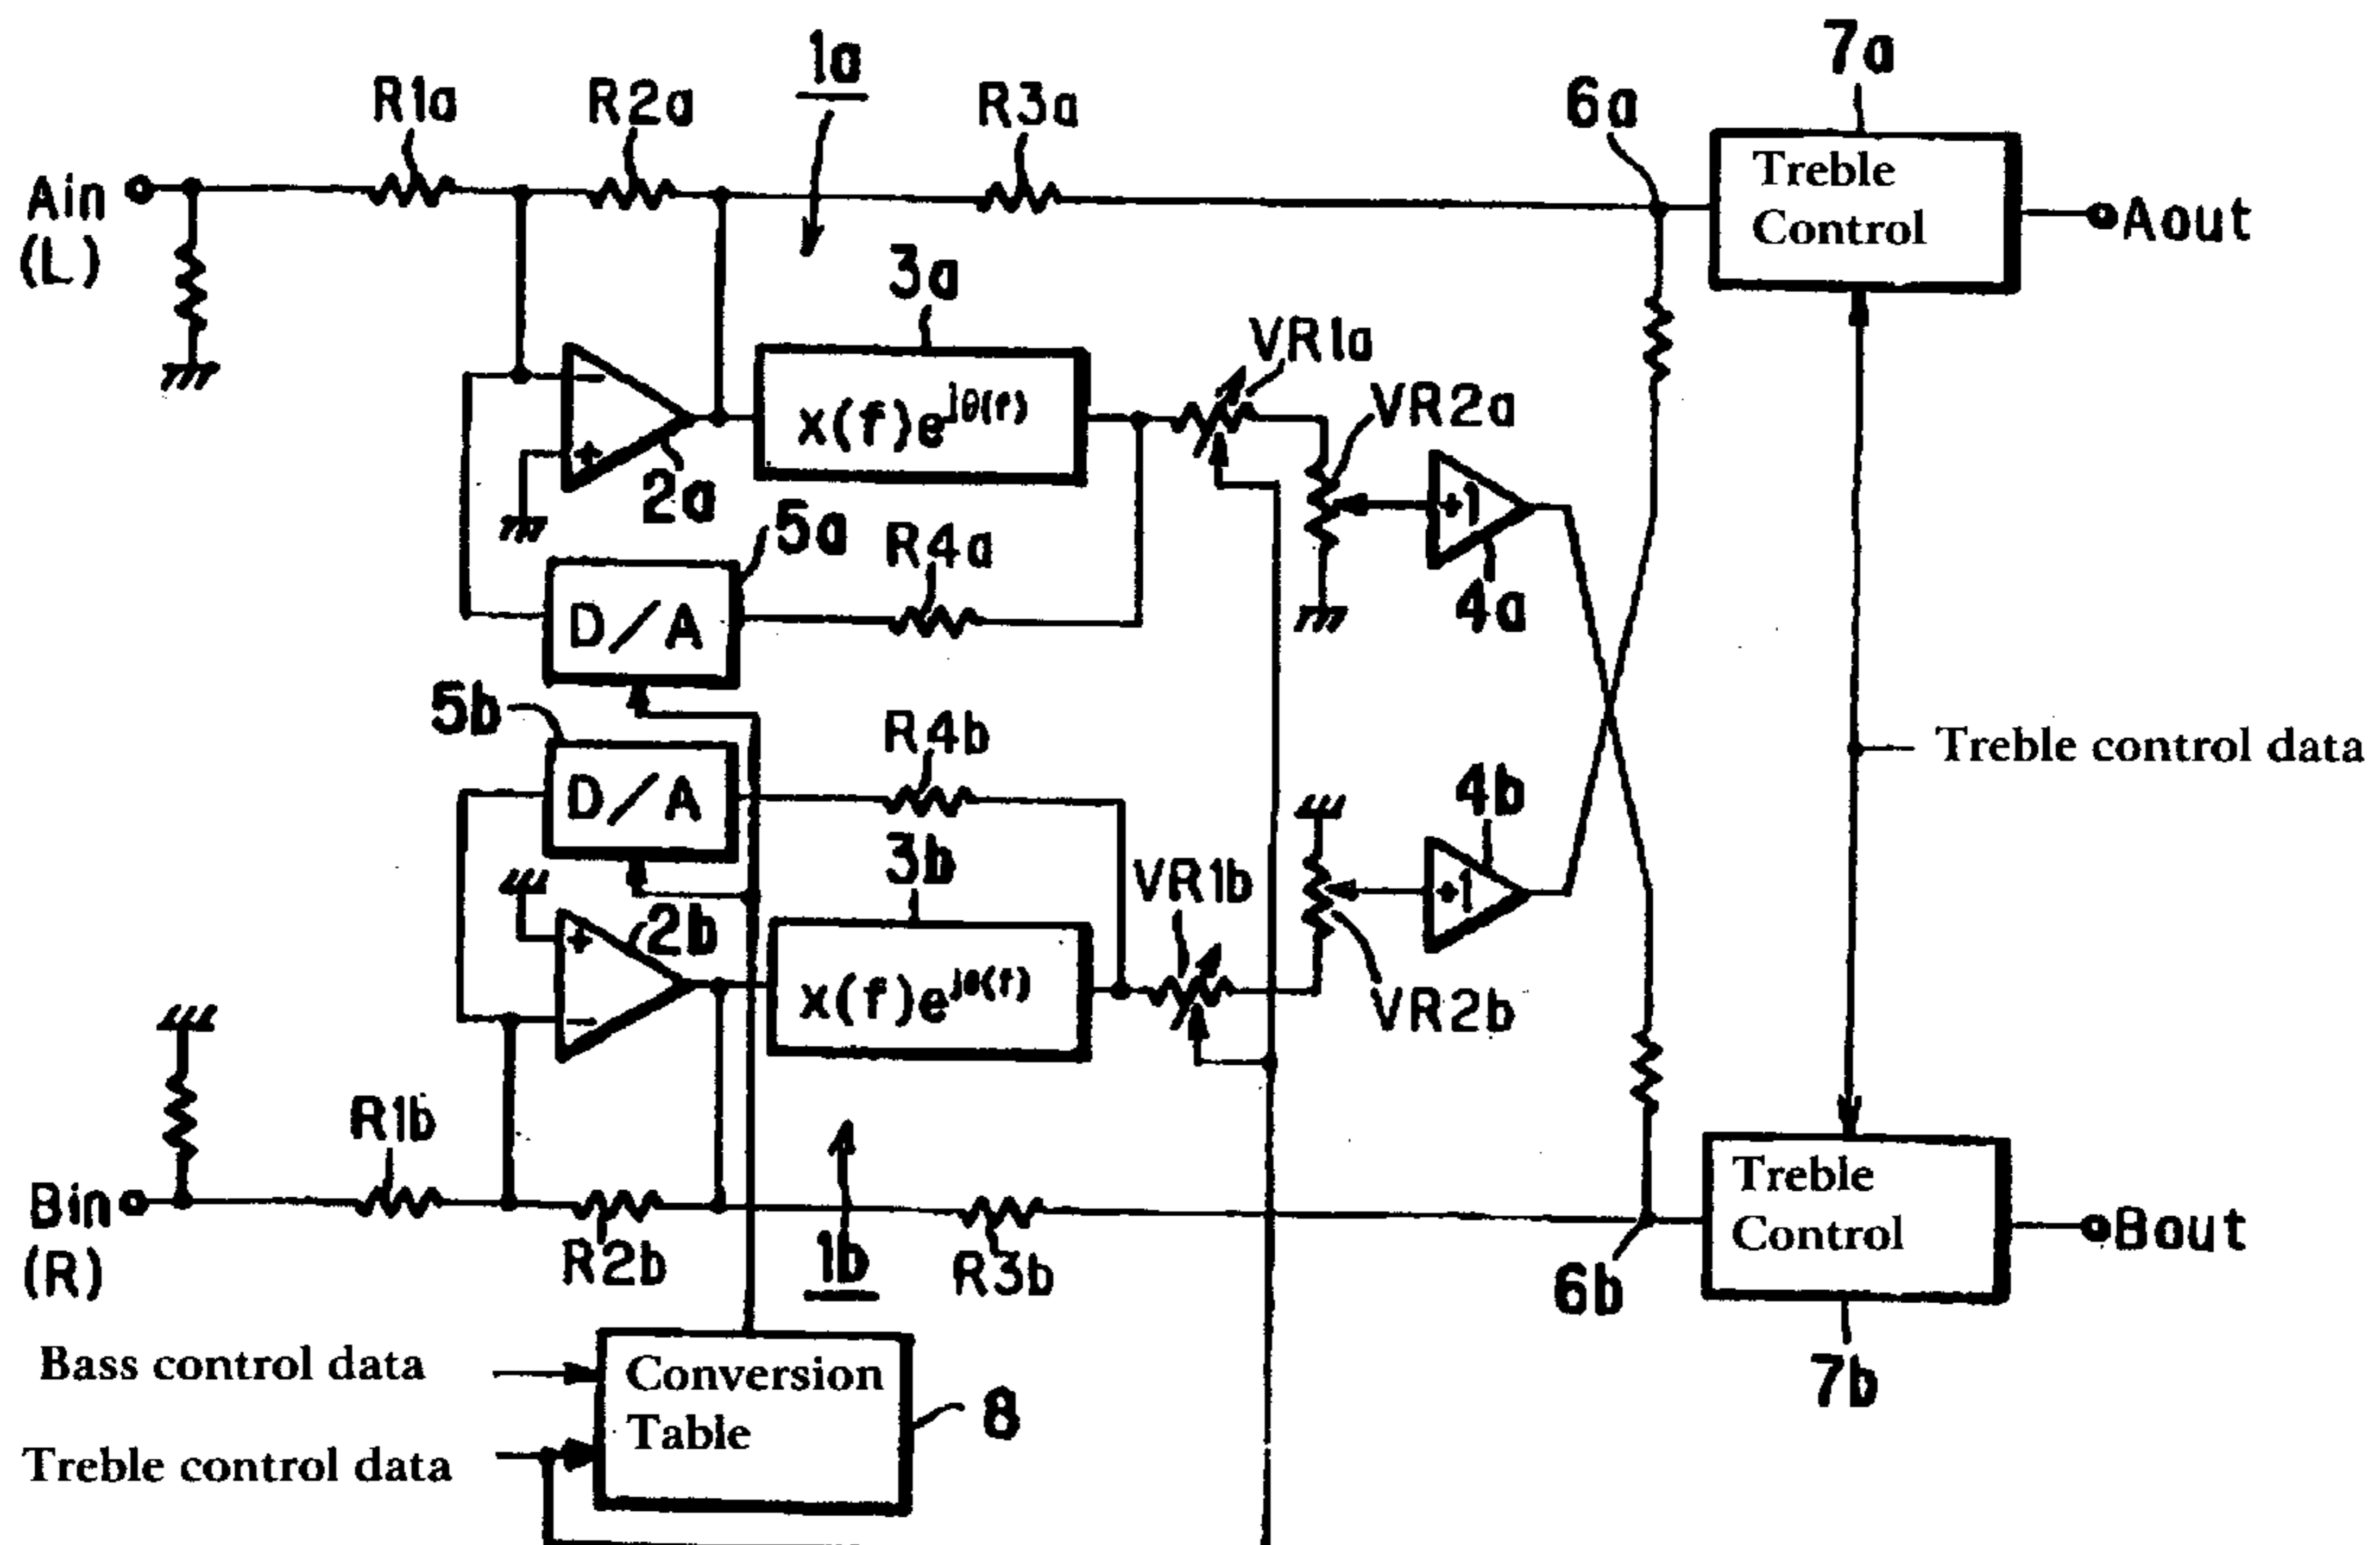 1a
7a
R1a
R2a
R3a
6a
Ain
(L)
Treble
Control
Aout
3a
VR1a
x(f)e^jθ(f)
VR2a
−
+
2a
5a
R4a
+1
4a
D/A
5b
R4b
Treble control data
D/A
3b
4b
VR1b
+1
2b
+
x(f)e^jθ(f)
VR2b
−
R1b
Bin
(R)
R2b
1b
R3b
6b
Treble
Control
Bout
7b
Bass control data
Conversion
Table
8
Treble control data